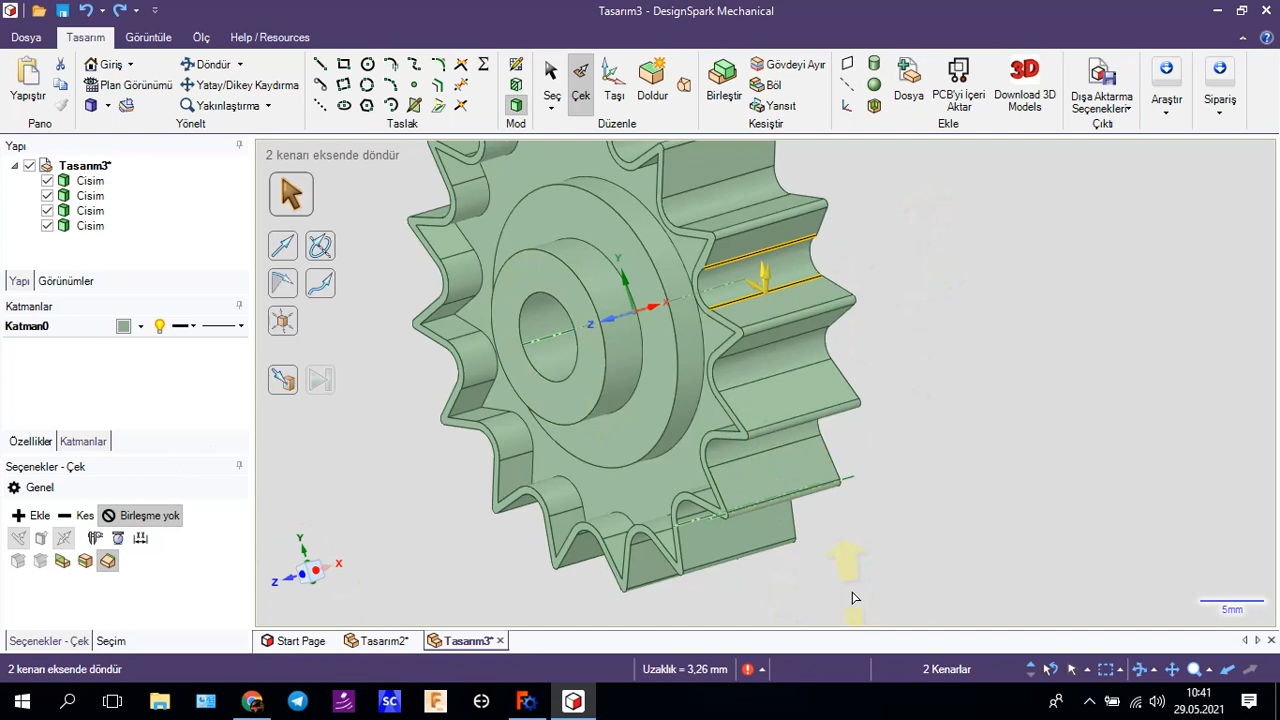 Tasarım3 - DesignSpark Mechanical
Dosya Tasarım Görüntüle Ölç Help / Resources
Yapıştır
Pano
Giriş
Plan Görünümü
Döndür
Yatay/Dikey Kaydırma
Yakınlaştırma
Yönelt
Taslak
Mod
Seç
Çek
Taşı
Doldur
Düzenle
Birleştir
Gövdeyi Ayır
Böl
Yansıt
Kesiştir
Dosya
PCB'yi İçeri Aktar
3D
Download 3D Models
Ekle
Dışa Aktarma Seçenekleri
Çıktı
Araştır
Sipariş
Yapı
Tasarım3*
Cisim
Cisim
Cisim
Cisim
Yapı Görünümler
Katmanlar
Katman0
Özellikler Katmanlar
Seçenekler - Çek
Genel
Ekle Kes Birleşme yok
Seçenekler - Çek Seçim
2 kenarı eksende döndür
Y
X
Z
Y
X
Z
5mm
Start Page Tasarım2* Tasarım3*
2 kenarı eksende döndür
Uzaklık = 3,26 mm
2 Kenarlar
SC
F
10:41
29.05.2021